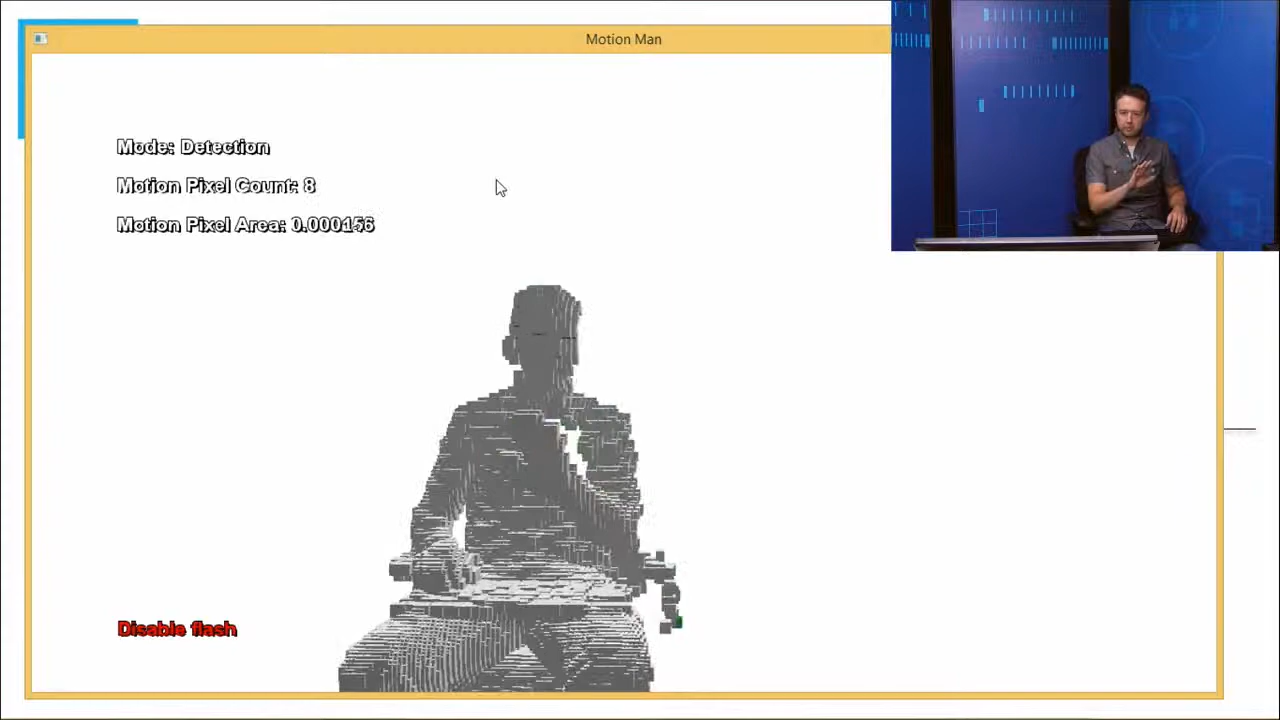 Motion Man
Mode: Detection
Motion Pixel Count: 8
Motion Pixel Area: 0.000156
Disable flash